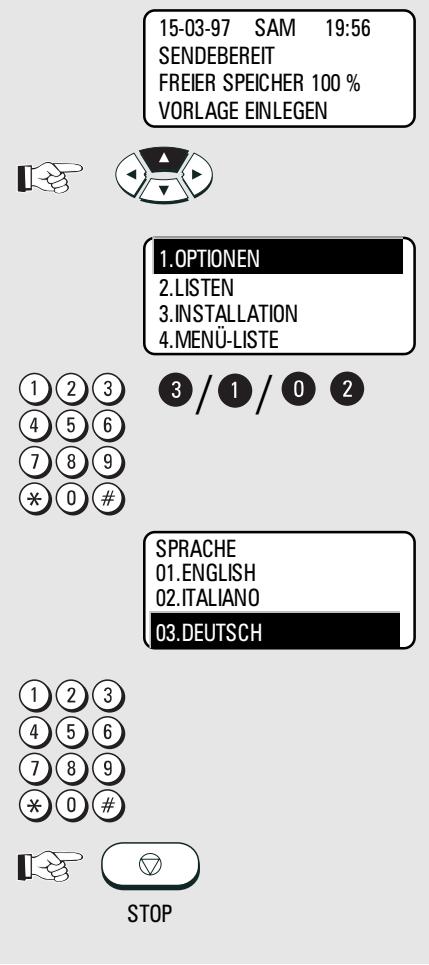 15-03-97 SAM 19:56
SENDEBEREIT
FREIER SPEICHER 100 %
VORLAGE EINLEGEN
1.OPTIONEN
2.LISTEN
3.INSTALLATION
4.MENÜ-LISTE
1 2 3
3 / 1 / 0 2
4 5 6
7 8 9
* 0 #
SPRACHE
01.ENGLISH
02.ITALIANO
03.DEUTSCH
1 2 3
4 5 6
7 8 9
* 0 #
STOP